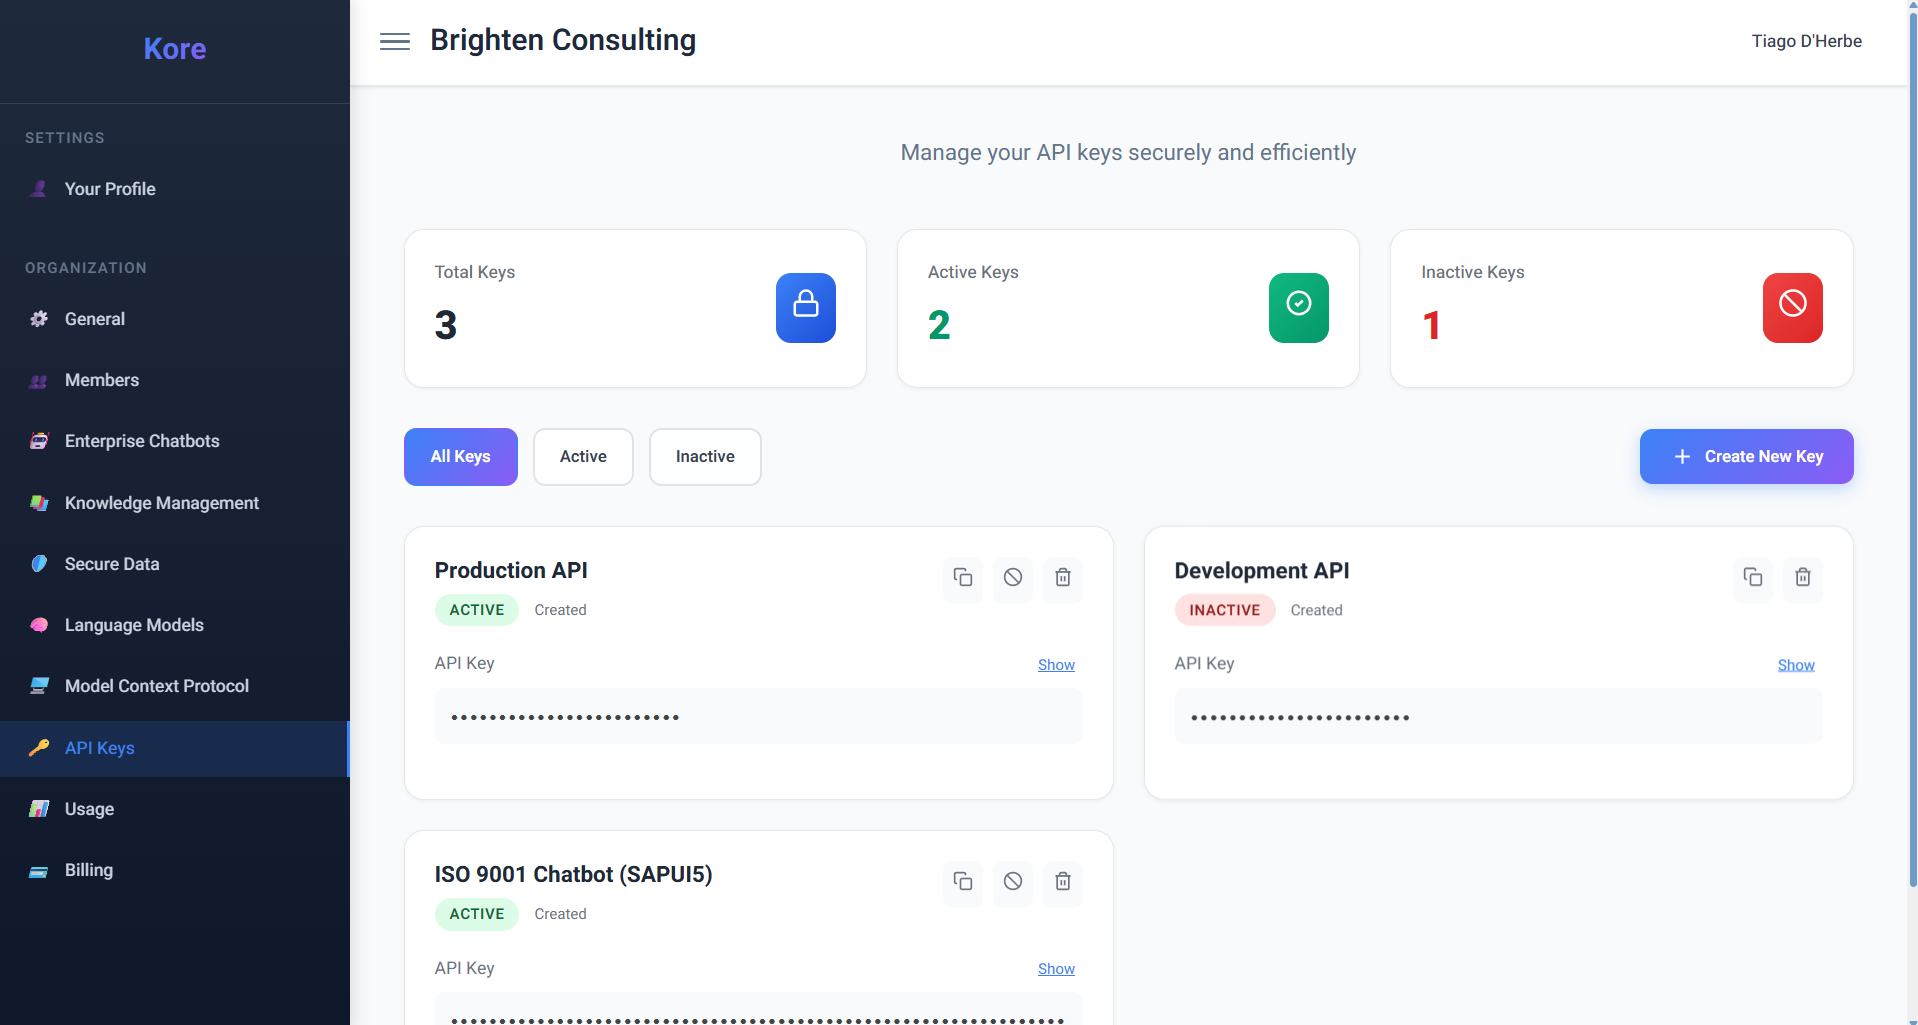 Kore
Brighten Consulting
Tiago D'Herbe
SETTINGS
Your Profile
ORGANIZATION
General
Members
Enterprise Chatbots
Knowledge Management
Secure Data
Language Models
Model Context Protocol
API Keys
Usage
Billing
Manage your API keys securely and efficiently
Total Keys
3
Active Keys
2
Inactive Keys
1
All Keys
Active
Inactive
Create New Key
Production API
ACTIVE Created
API Key Show
••••••••••••••••••••••••
Development API
INACTIVE Created
API Key Show
•••••••••••••••••••••••
ISO 9001 Chatbot (SAPUI5)
ACTIVE Created
API Key Show
••••••••••••••••••••••••••••••••••••••••••••••••••••••••••••••••